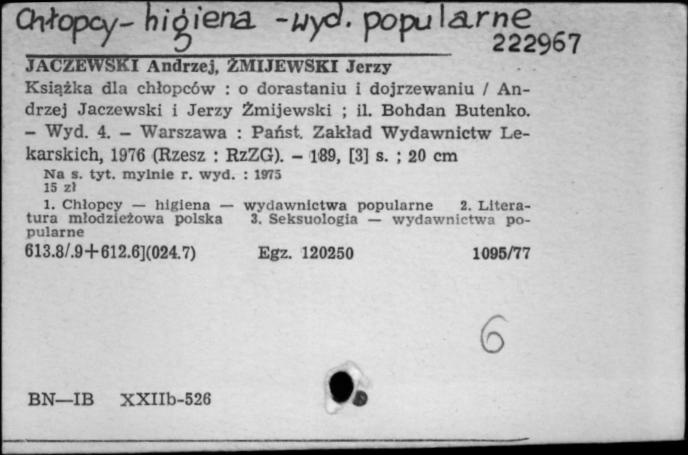 Chłopcy - higiena - wyd. popularne
222967
JACZEWSKI Andrzej, ŻMIJEWSKI Jerzy
Książka dla chłopców : o dorastaniu i dojrzewaniu / An-
drzej Jaczewski i Jerzy Żmijewski ; il. Bohdan Butenko.
— Wyd. 4. — Warszawa : Państ. Zakład Wydawnictw Le-
karskich, 1976 (Rzesz : RzZG). — 189, [3] s. ; 20 cm
Na s. tyt. mylnie r. wyd. : 1975
15 zł
1. Chłopcy — higiena — wydawnictwa popularne 2. Litera-
tura młodzieżowa polska 3. Seksuologia — wydawnictwa po-
pularne
613.8/.9+612.6](024.7) Egz. 120250 1095/77
6
BN—IB XXIIb-526